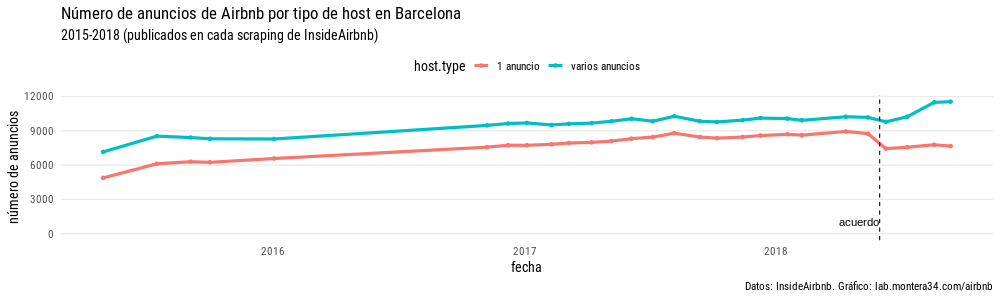 Número de anuncios de Airbnb por tipo de host en Barcelona
2015-2018 (publicados en cada scraping de InsideAirbnb)
host.type 1 anuncio varios anuncios
número de anuncios
12000
9000
6000
3000
0
acuerdo
2016 2017 2018
fecha
Datos: InsideAirbnb. Gráfico: lab.montera34.com/airbnb